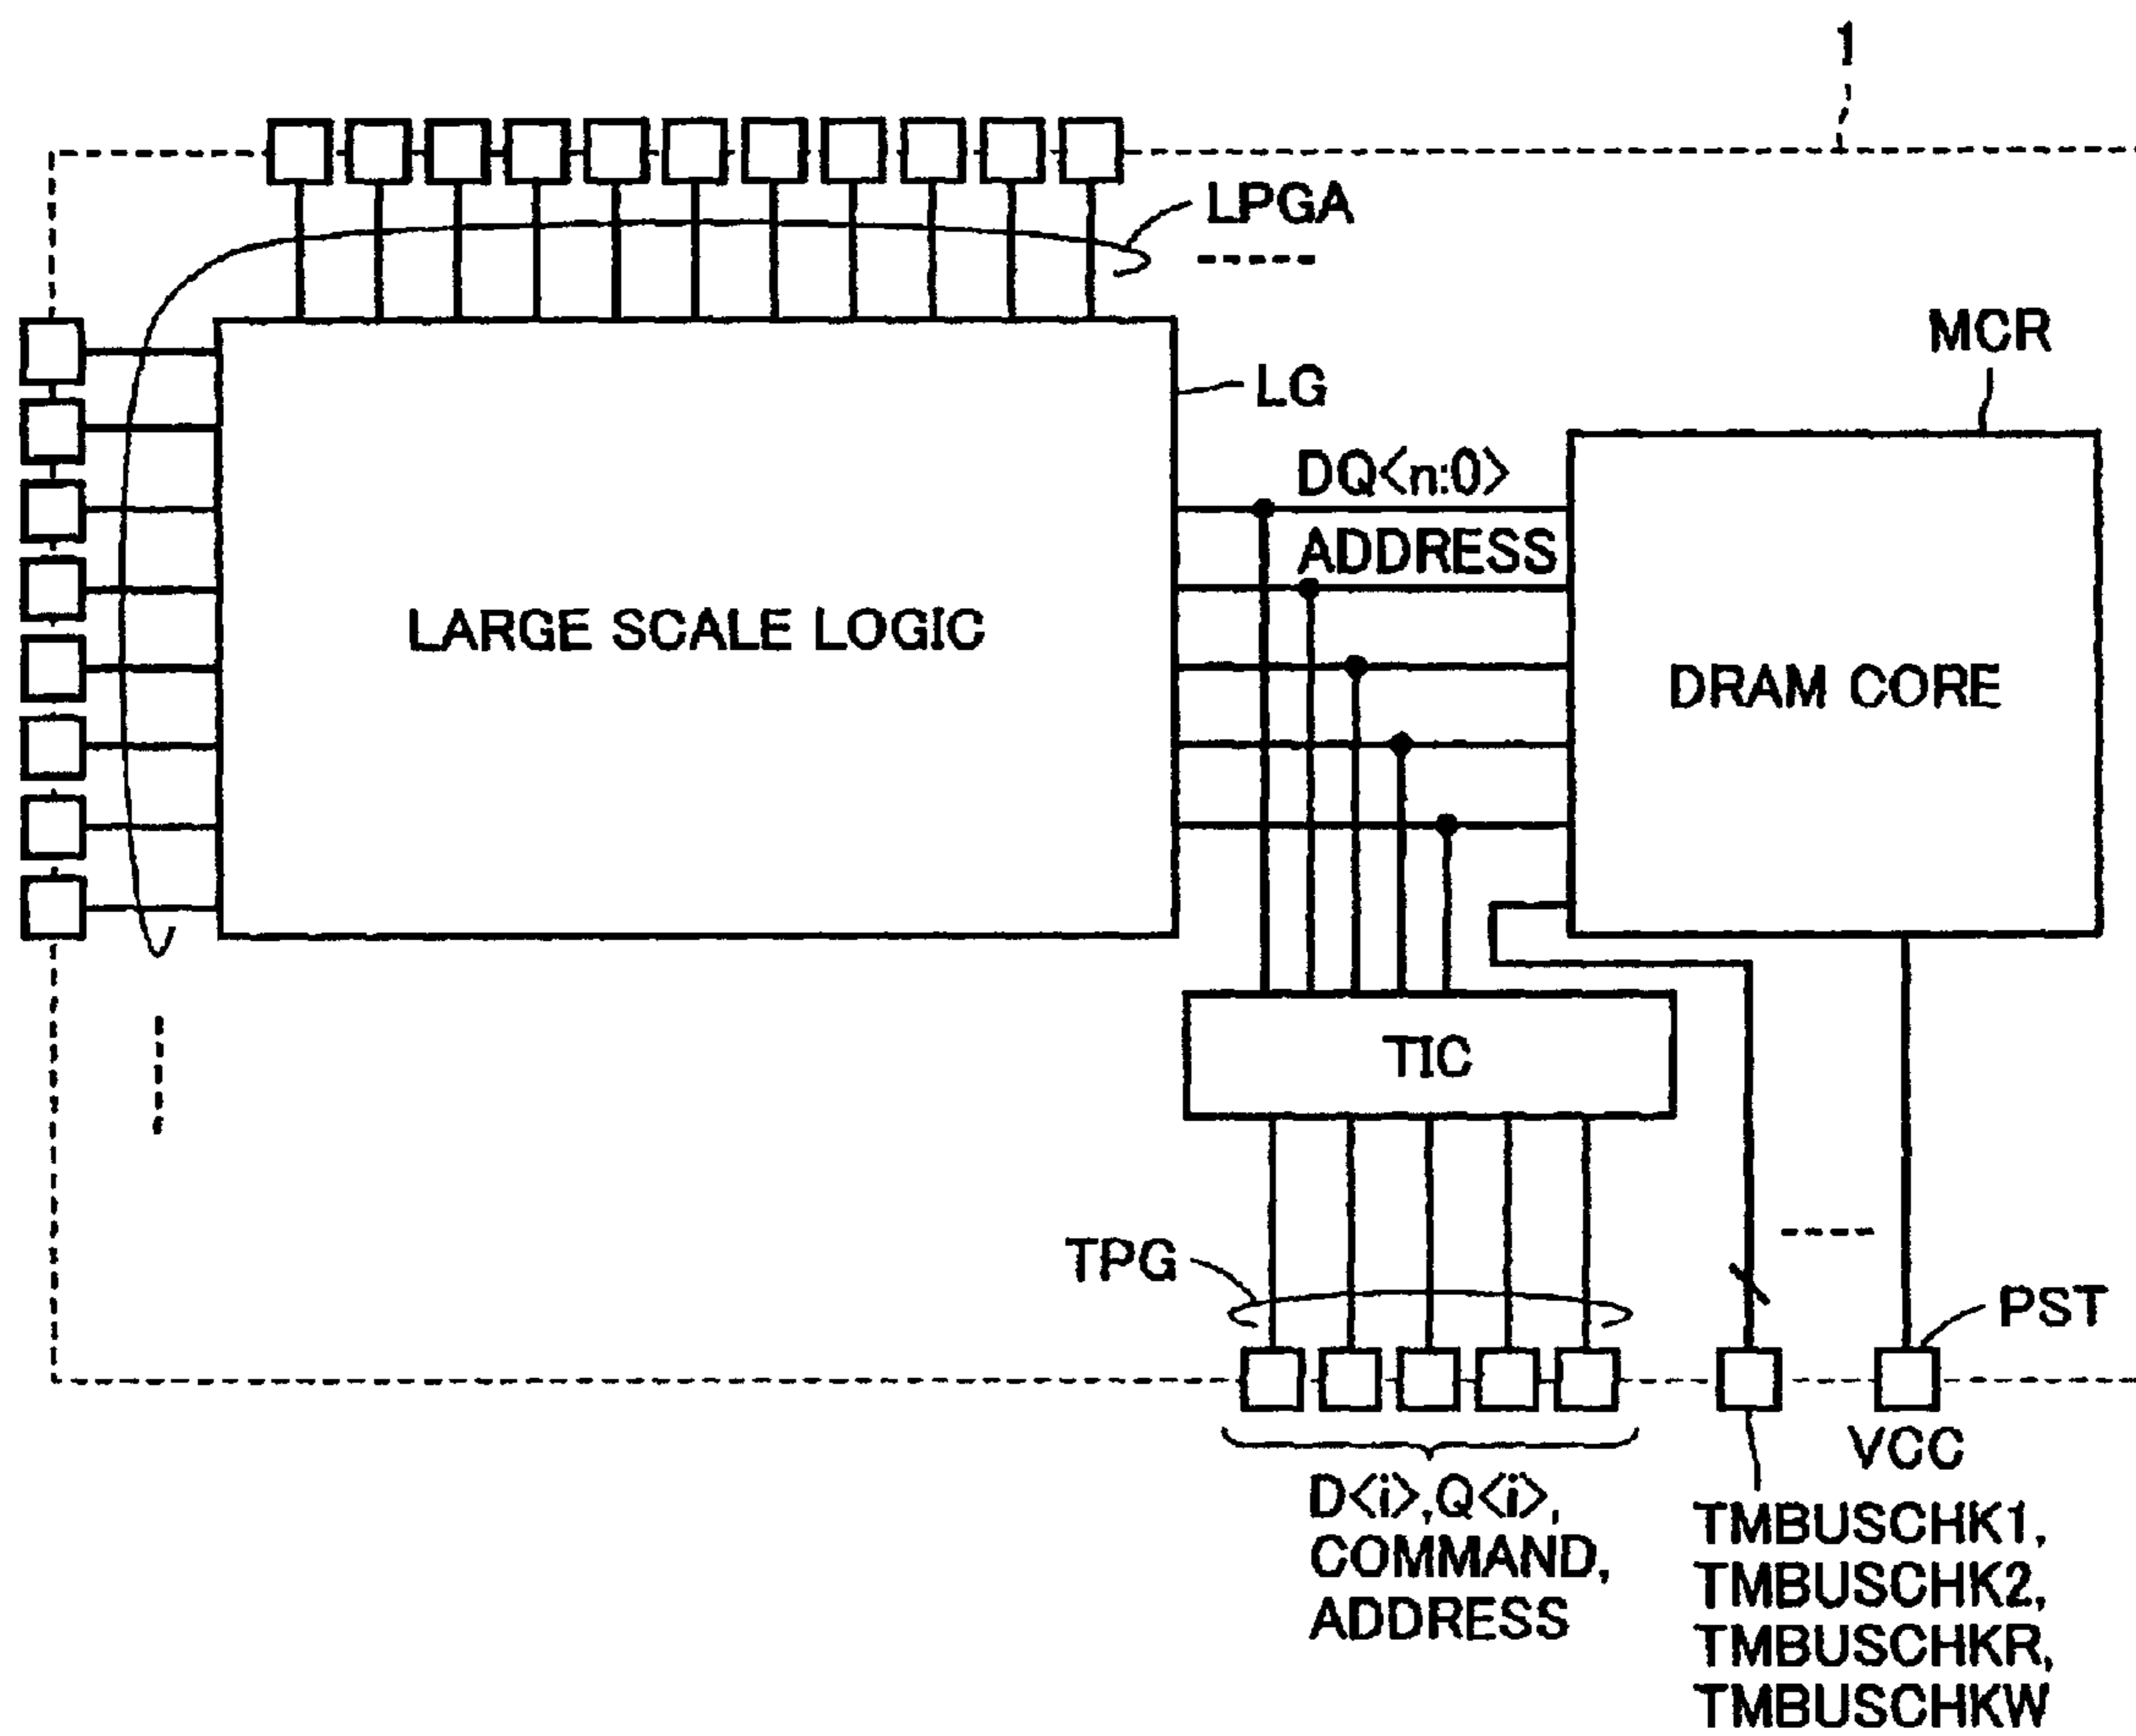 1
LPGA
MCR
LG
DQ<n:0>
ADDRESS
LARGE SCALE LOGIC
DRAM CORE
TIC
TPG
PST
VCC
D<i>,Q<i>,
COMMAND,
ADDRESS
TMBUSCHK1,
TMBUSCHK2,
TMBUSCHKR,
TMBUSCHKW